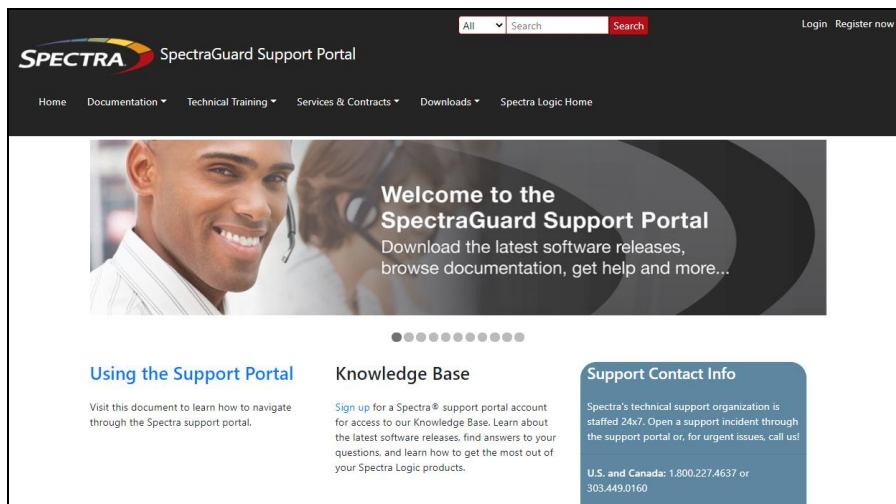 All Search Search Login Register now
SPECTRA SpectraGuard Support Portal
Home Documentation Technical Training Services & Contracts Downloads Spectra Logic Home
Welcome to the
SpectraGuard Support Portal
Download the latest software releases,
browse documentation, get help and more...
Using the Support Portal
Visit this document to learn how to navigate
through the Spectra support portal.
Knowledge Base
Sign up for a Spectra® support portal account
for access to our Knowledge Base. Learn about
the latest software releases, find answers to your
questions, and learn how to get the most out of
your Spectra Logic products.
Support Contact Info
Spectra's technical support organization is
staffed 24x7. Open a support incident through
the support portal or, for urgent issues, call us!
U.S. and Canada: 1.800.227.4637 or
303.449.0160